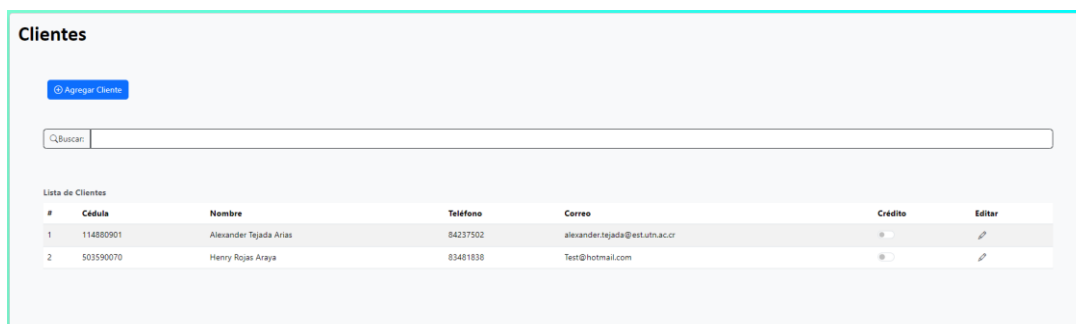 Clientes
Agregar Cliente
Buscar:
Lista de Clientes
# Cédula Nombre Teléfono Correo Crédito Editar
1 114880901 Alexander Tejada Arias 84237502 alexander.tejada@est.utn.ac.cr
2 503590070 Henry Rojas Araya 83481838 Test@hotmail.com